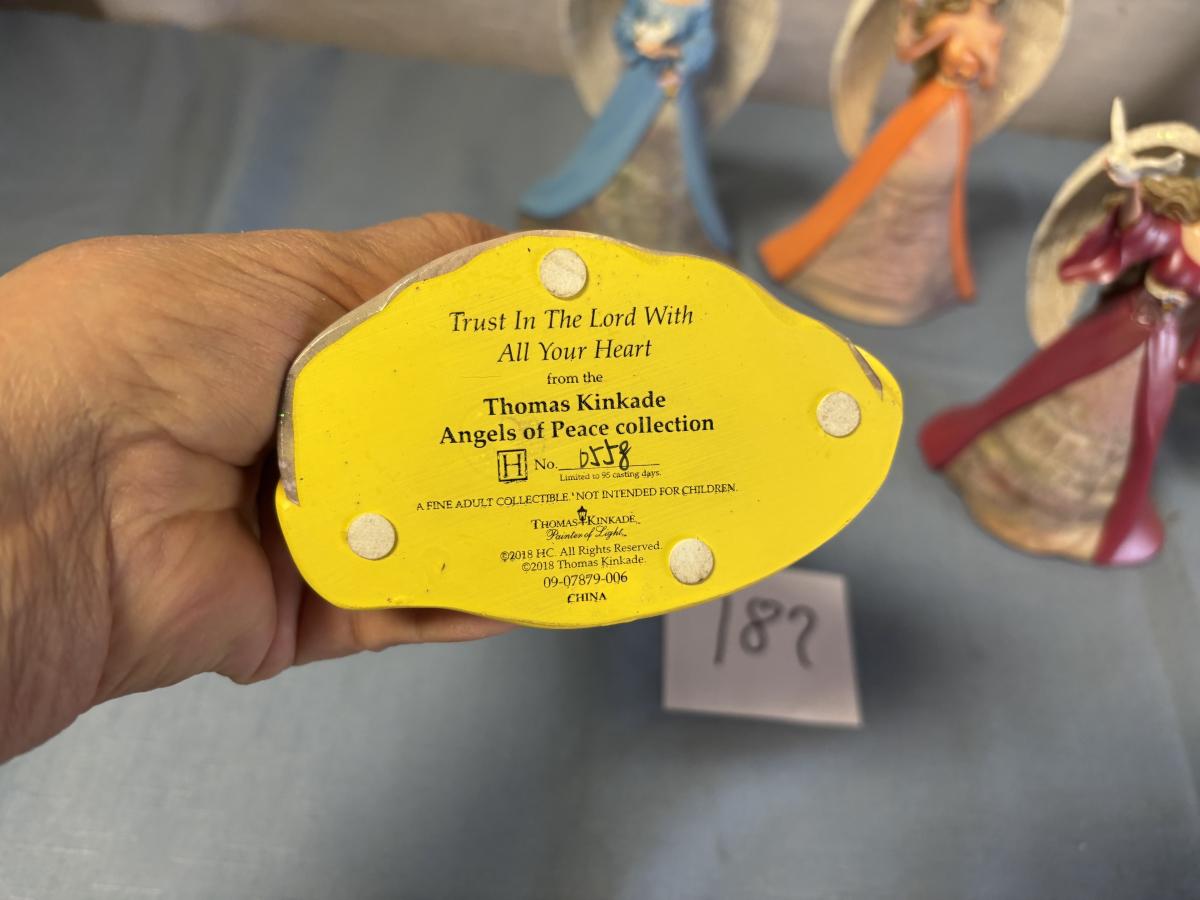 Trust In The Lord With
All Your Heart
from the
Thomas Kinkade
Angels of Peace collection
H No. 0558
Limited to 95 casting days.
A FINE ADULT COLLECTIBLE. NOT INTENDED FOR CHILDREN.
THOMAS KINKADE
Painter of Light
©2018 HC. All Rights Reserved.
©2018 Thomas Kinkade.
09-07879-006
CHINA
187